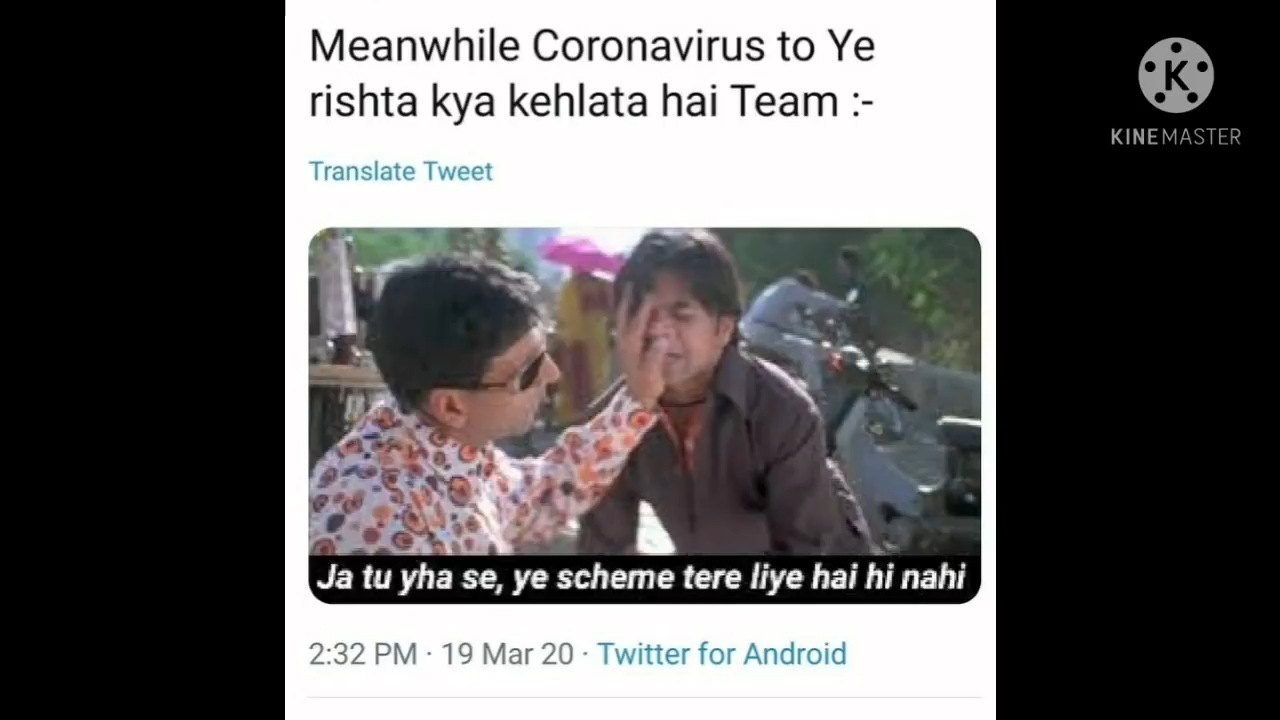 Meanwhile Coronavirus to Ye
rishta kya kehlata hai Team :-
Translate Tweet
Ja tu yha se, ye scheme tere liye hai hi nahi
2:32 PM · 19 Mar 20 · Twitter for Android
K
KINEMASTER